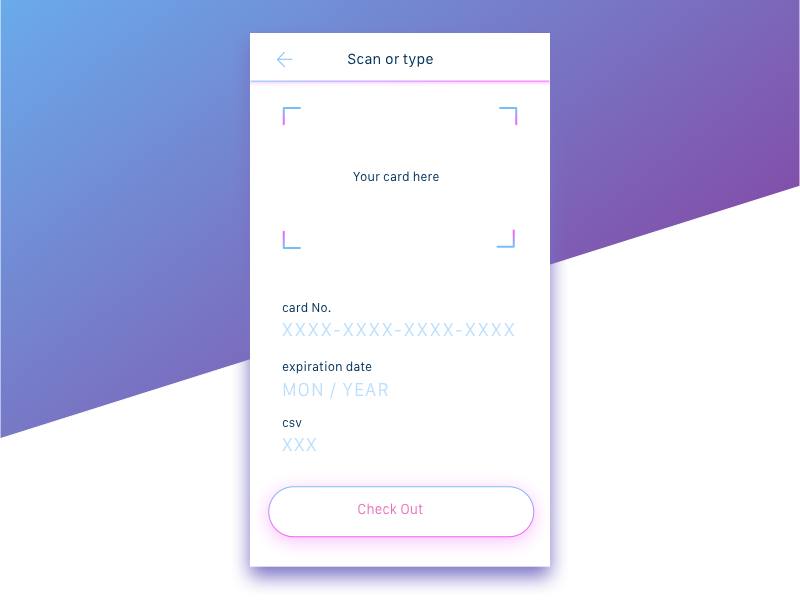 Scan or type
Your card here
card No.
XXXX-XXXX-XXXX-XXXX
expiration date
MON / YEAR
csv
XXX
Check Out